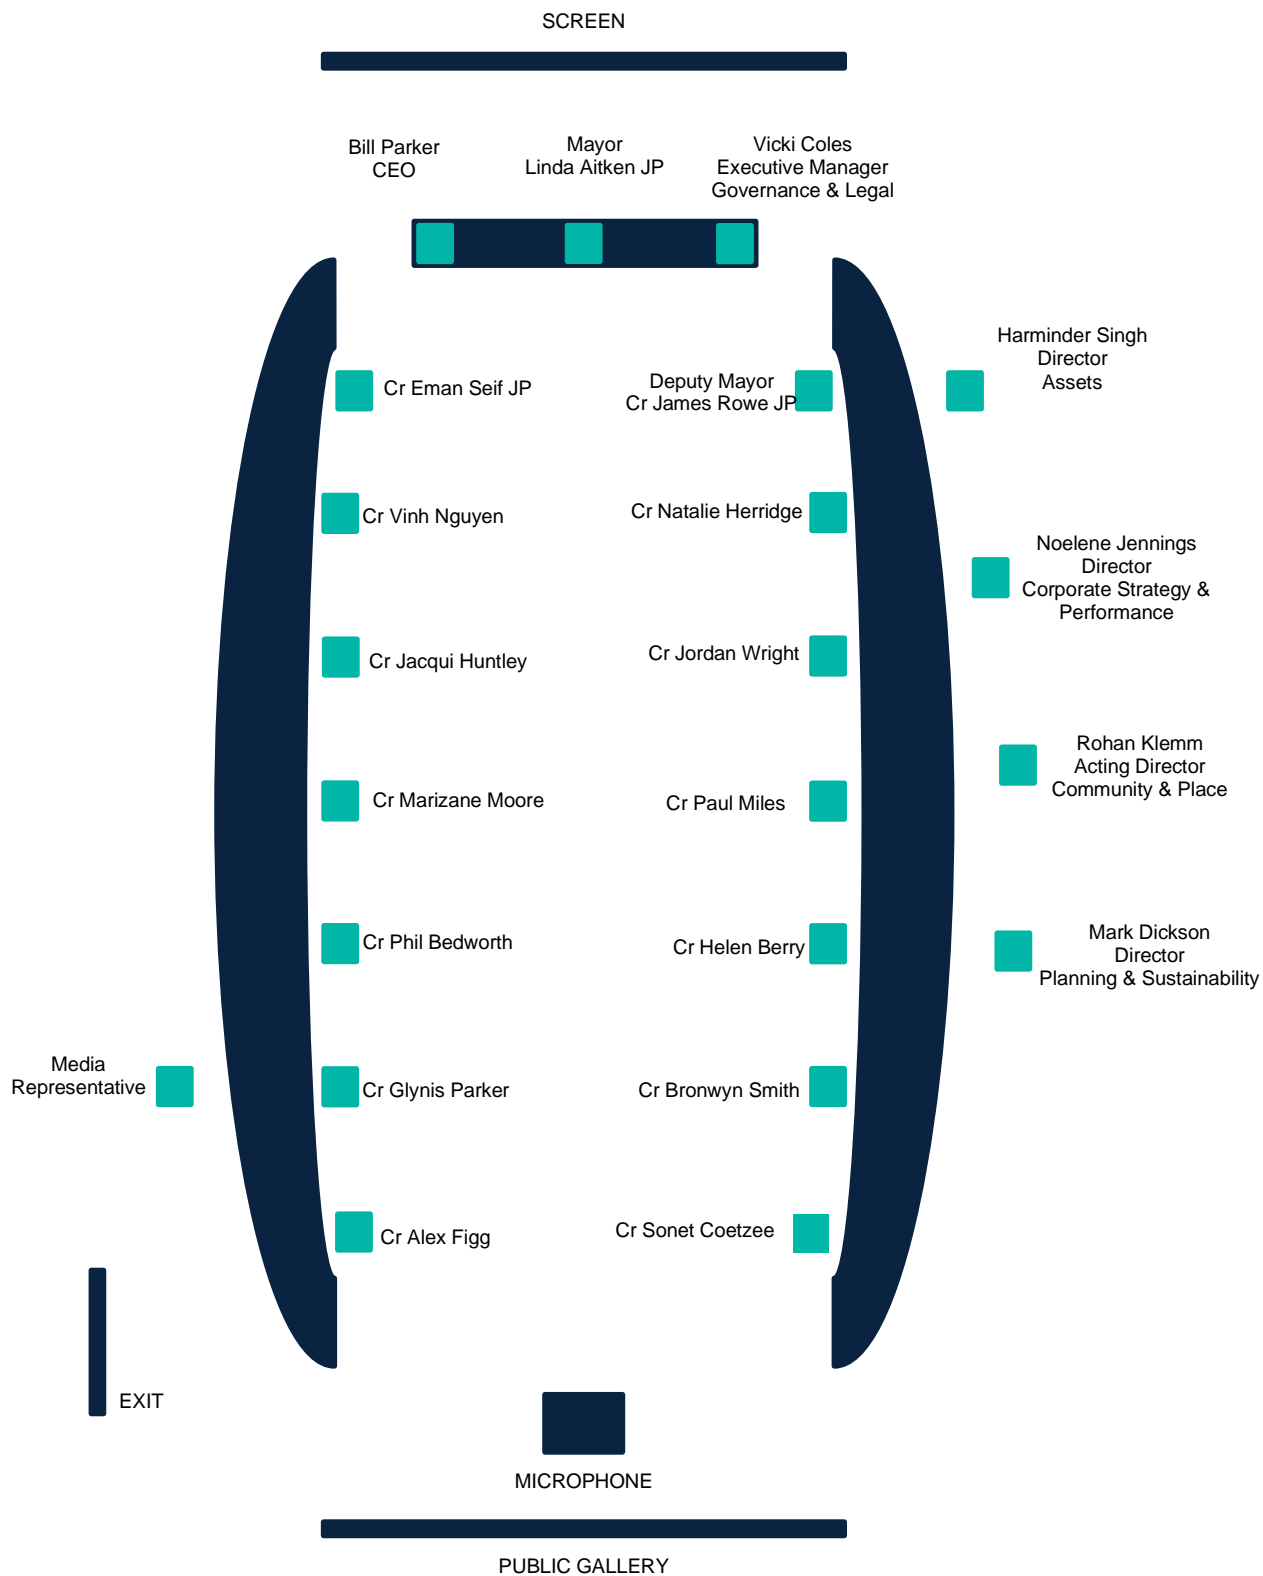 SCREEN
Bill Parker
CEO
Mayor
Linda Aitken JP
Vicki Coles
Executive Manager
Governance & Legal
Harminder Singh
Director
Assets
Cr Eman Seif JP
Deputy Mayor
Cr James Rowe JP
Cr Vinh Nguyen
Cr Natalie Herridge
Noelene Jennings
Director
Corporate Strategy &
Performance
Cr Jacqui Huntley
Cr Jordan Wright
Rohan Klemm
Acting Director
Community & Place
Cr Marizane Moore
Cr Paul Miles
Cr Phil Bedworth
Cr Helen Berry
Mark Dickson
Director
Planning & Sustainability
Media
Representative
Cr Glynis Parker
Cr Bronwyn Smith
Cr Alex Figg
Cr Sonet Coetzee
EXIT
MICROPHONE
PUBLIC GALLERY